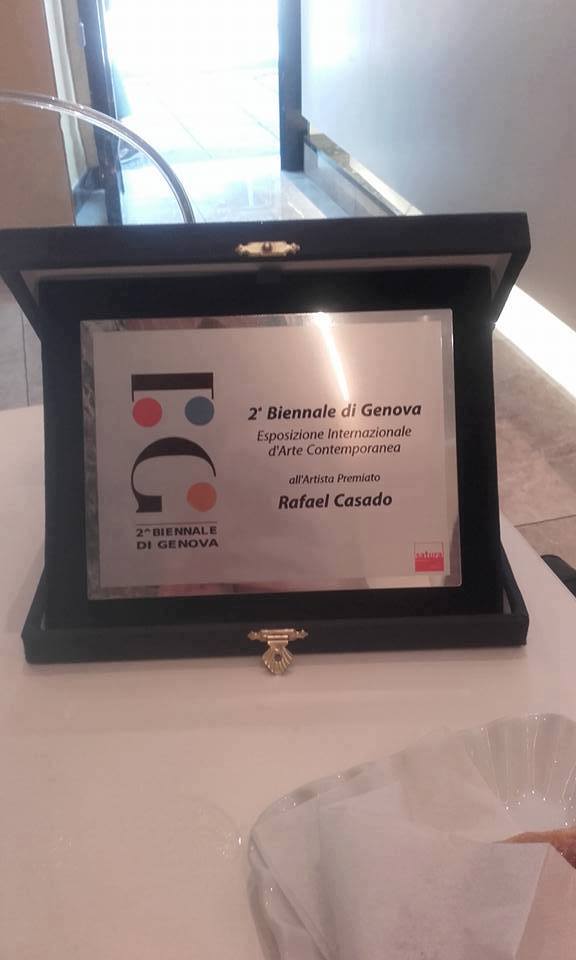 2ª Biennale di Genova
Esposizione Internazionale
d'Arte Contemporanea
all'Artista Premiato
Rafael Casado
2^ BIENNALE
DI GENOVA
satura